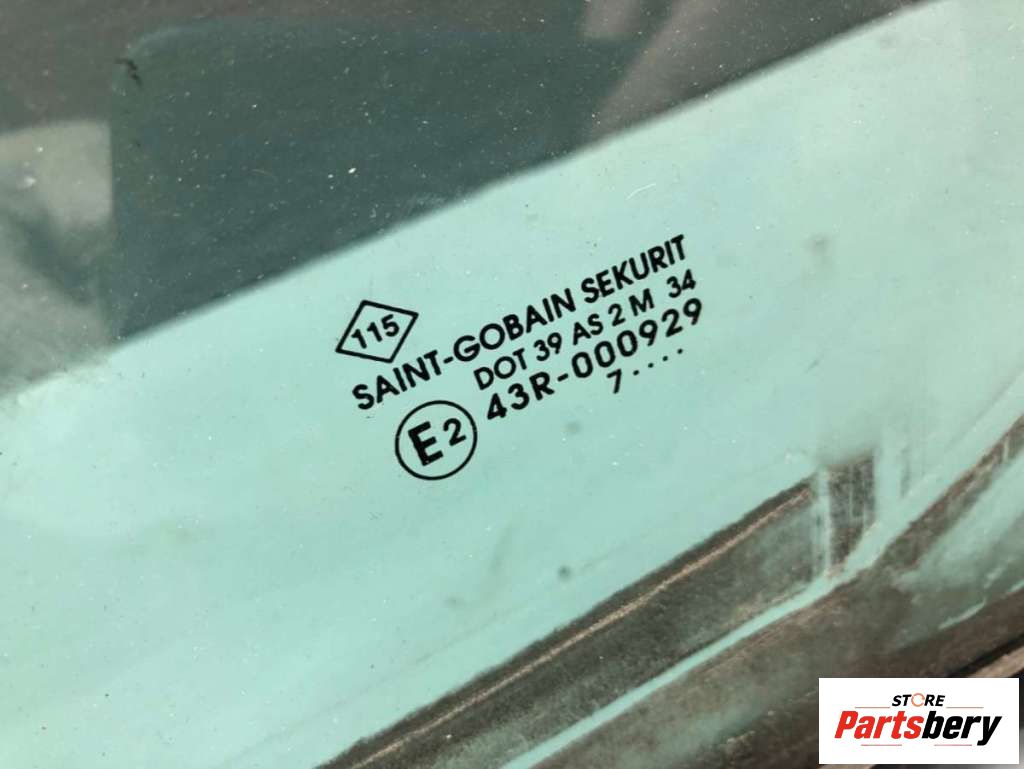 115
SAINT-GOBAIN SEKURIT
DOT 39 AS 2 M 34
E2 43R-000929
7....
STORE
Partsbery